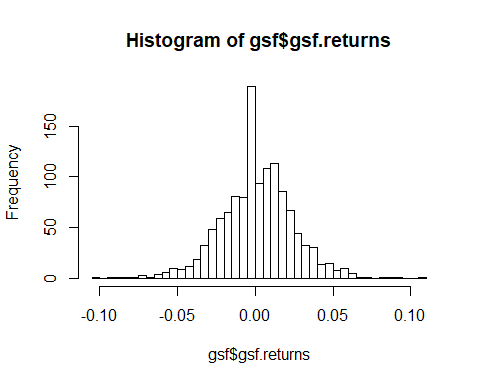 Histogram of gsf$gsf.returns
Frequency
150
100
50
0
-0.10 -0.05 0.00 0.05 0.10
gsf$gsf.returns